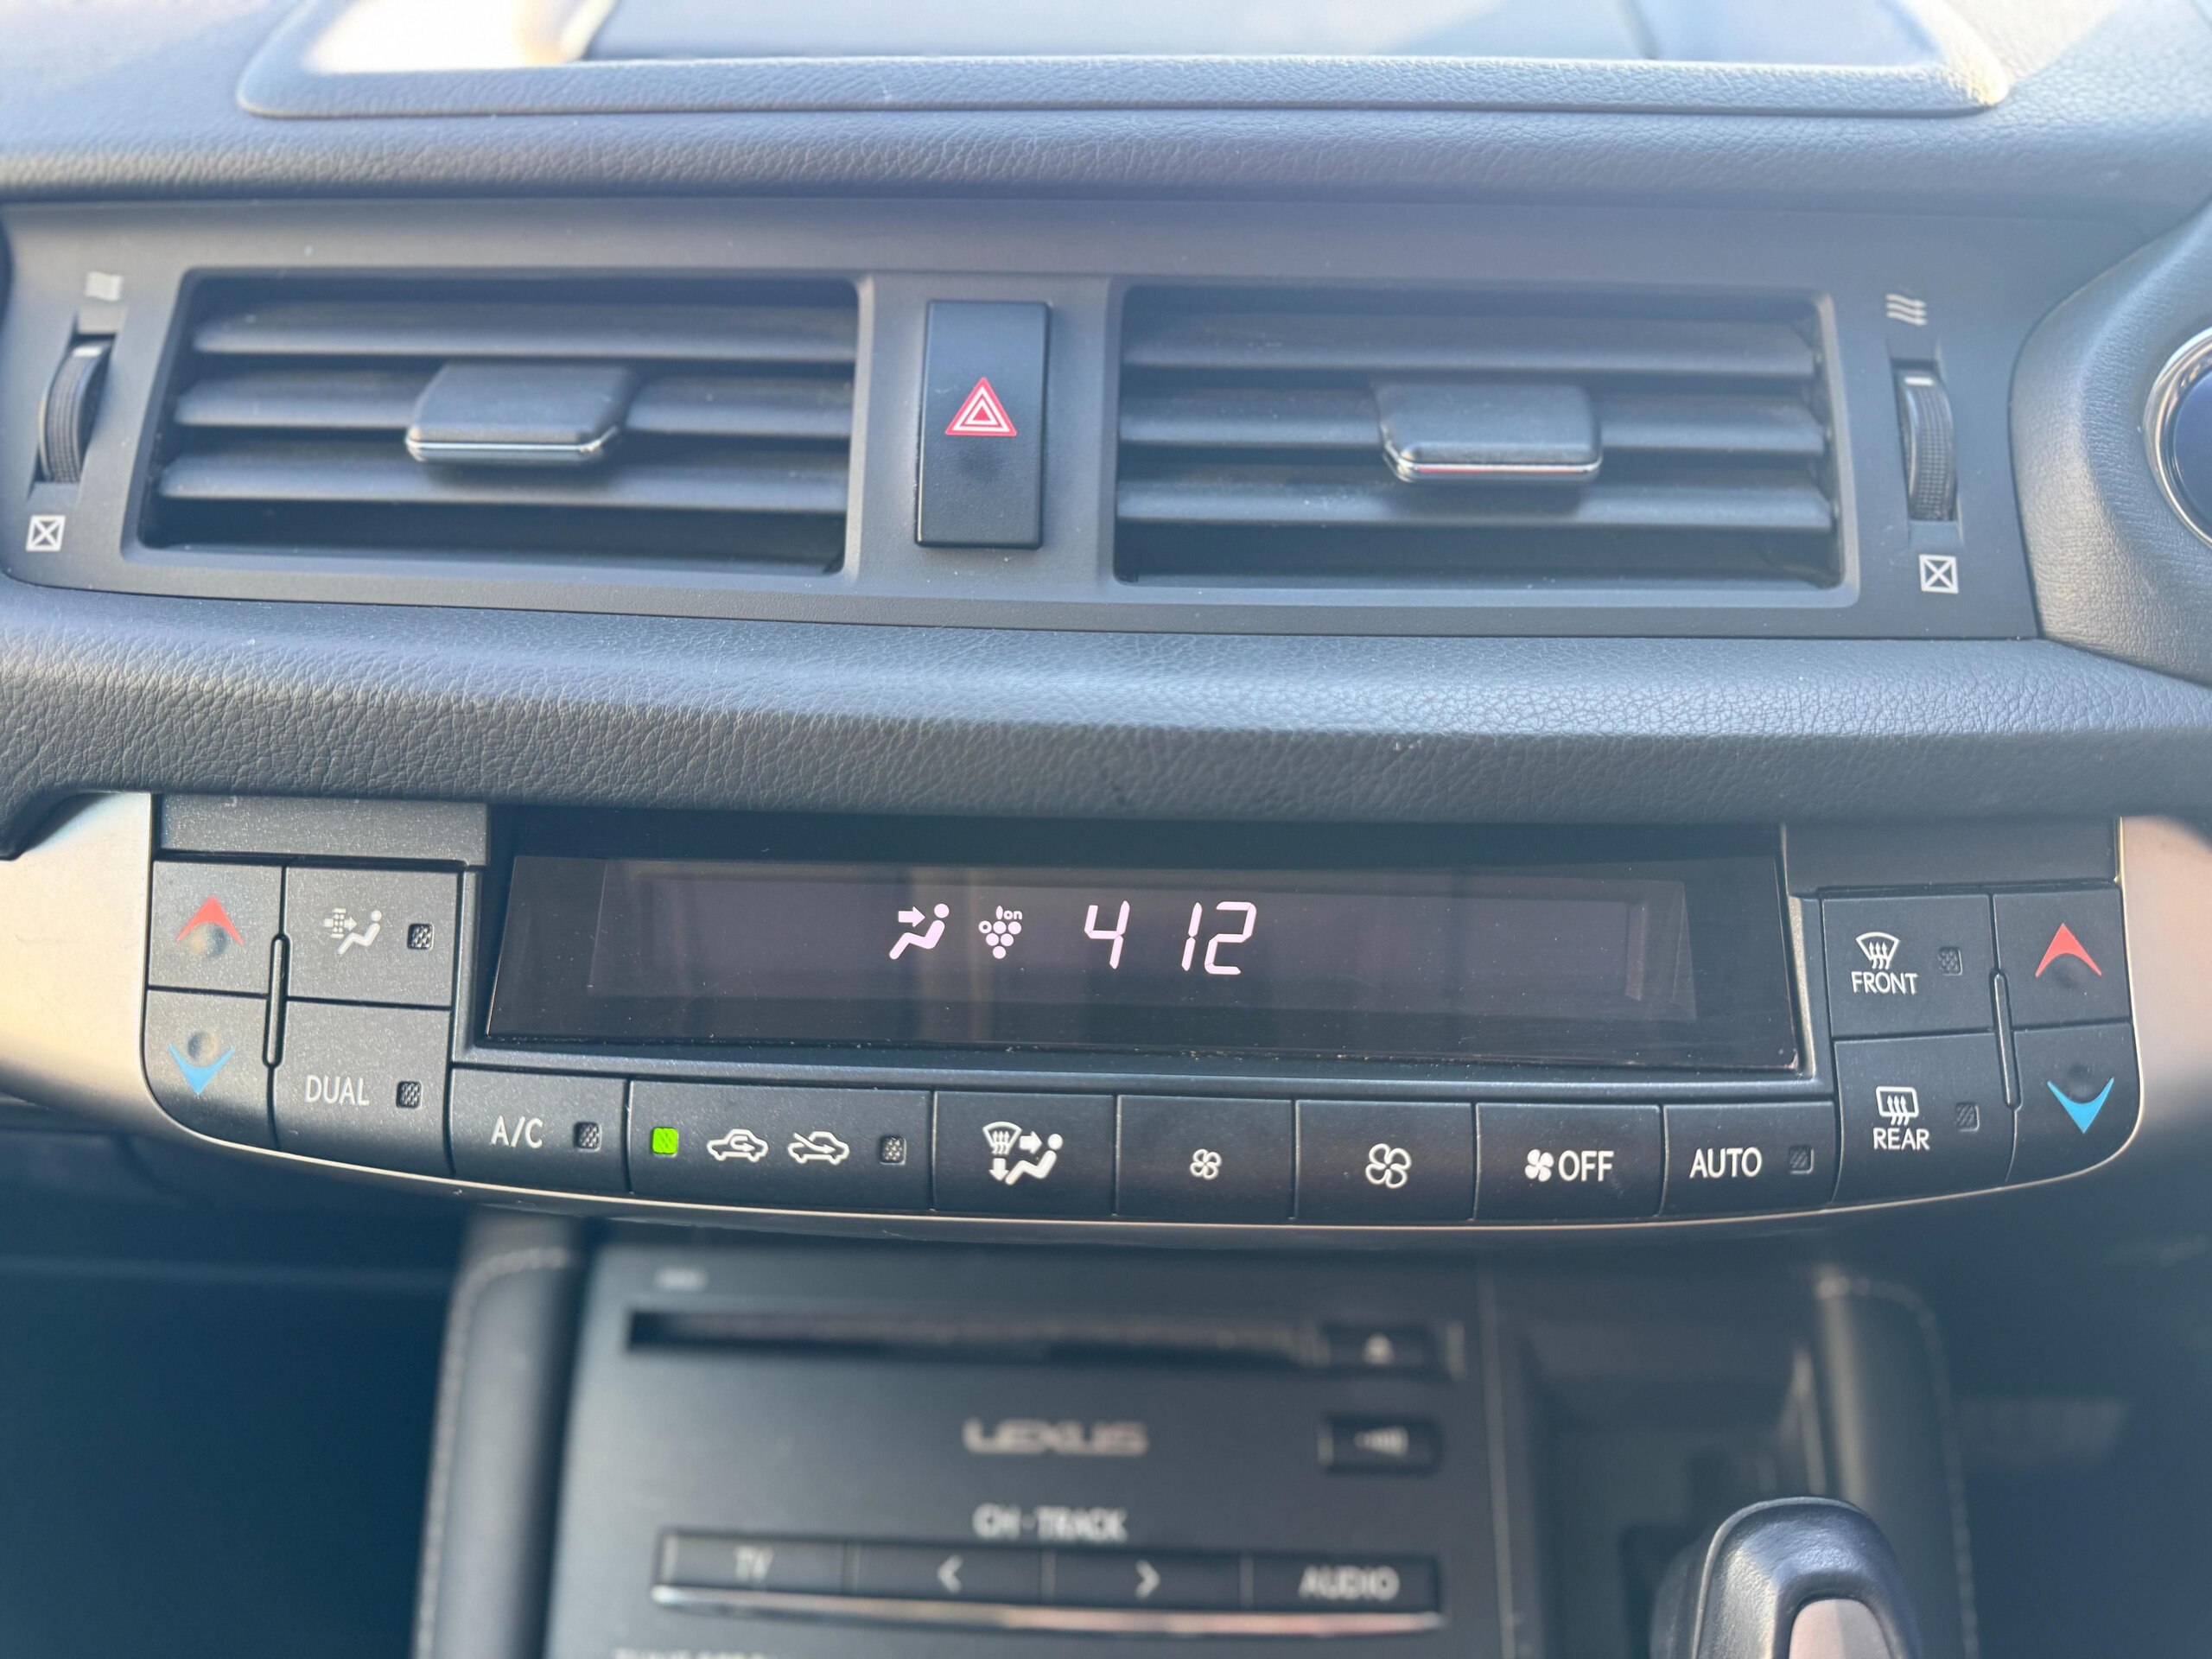 ion 4 12
FRONT
DUAL
A/C
OFF
AUTO
REAR
LEXUS
CH · TRACK
TV
AUDIO